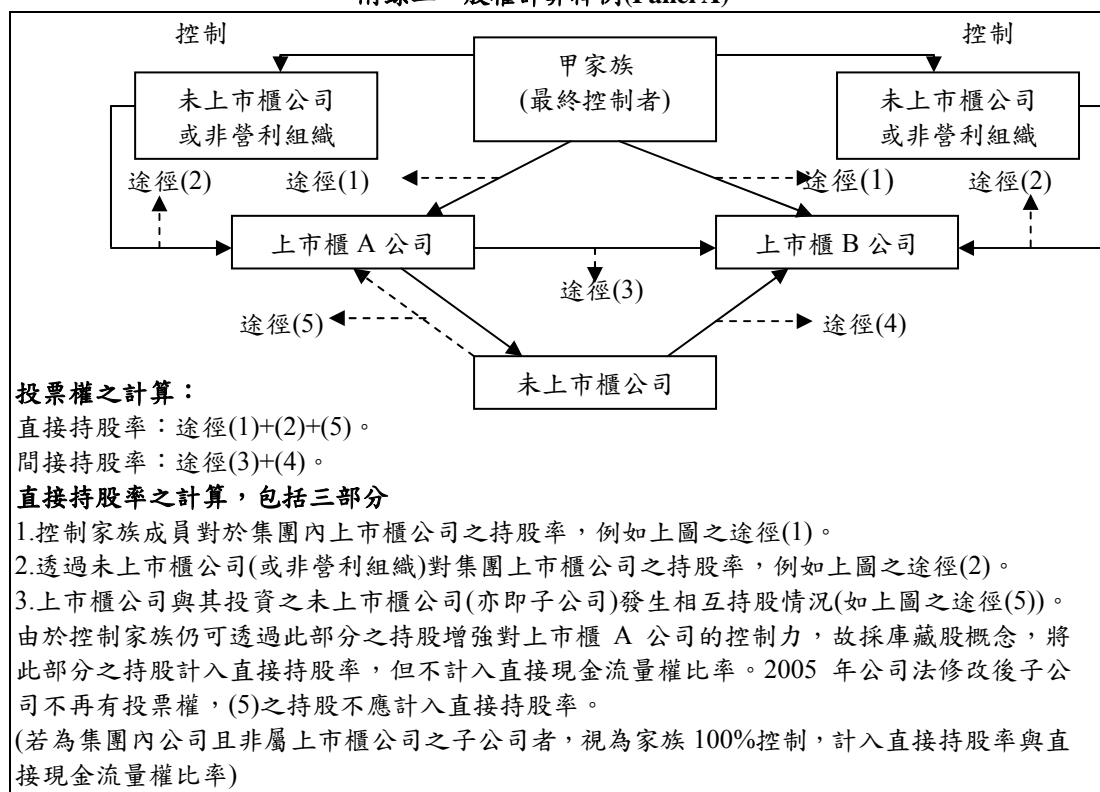 附錄二 股權計算釋例(Panel A)
控制
控制
甲家族
(最終控制者)
未上市櫃公司
或非營利組織
未上市櫃公司
或非營利組織
途徑(2)
途徑(1)
途徑(1)
途徑(2)
上市櫃 A 公司
上市櫃 B 公司
途徑(3)
途徑(5)
途徑(4)
未上市櫃公司
投票權之計算：
直接持股率：途徑(1)+(2)+(5)。
間接持股率：途徑(3)+(4)。
直接持股率之計算，包括三部分
1.控制家族成員對於集團內上市櫃公司之持股率，例如上圖之途徑(1)。
2.透過未上市櫃公司(或非營利組織)對集團上市櫃公司之持股率，例如上圖之途徑(2)。
3.上市櫃公司與其投資之未上市櫃公司(亦即子公司)發生相互持股情況(如上圖之途徑(5))。
由於控制家族仍可透過此部分之持股增強對上市櫃 A 公司的控制力，故採庫藏股概念，將
此部分之持股計入直接持股率，但不計入直接現金流量權比率。2005 年公司法修改後子公
司不再有投票權，(5)之持股不應計入直接持股率。
(若為集團內公司且非屬上市櫃公司之子公司者，視為家族 100%控制，計入直接持股率與直
接現金流量權比率)